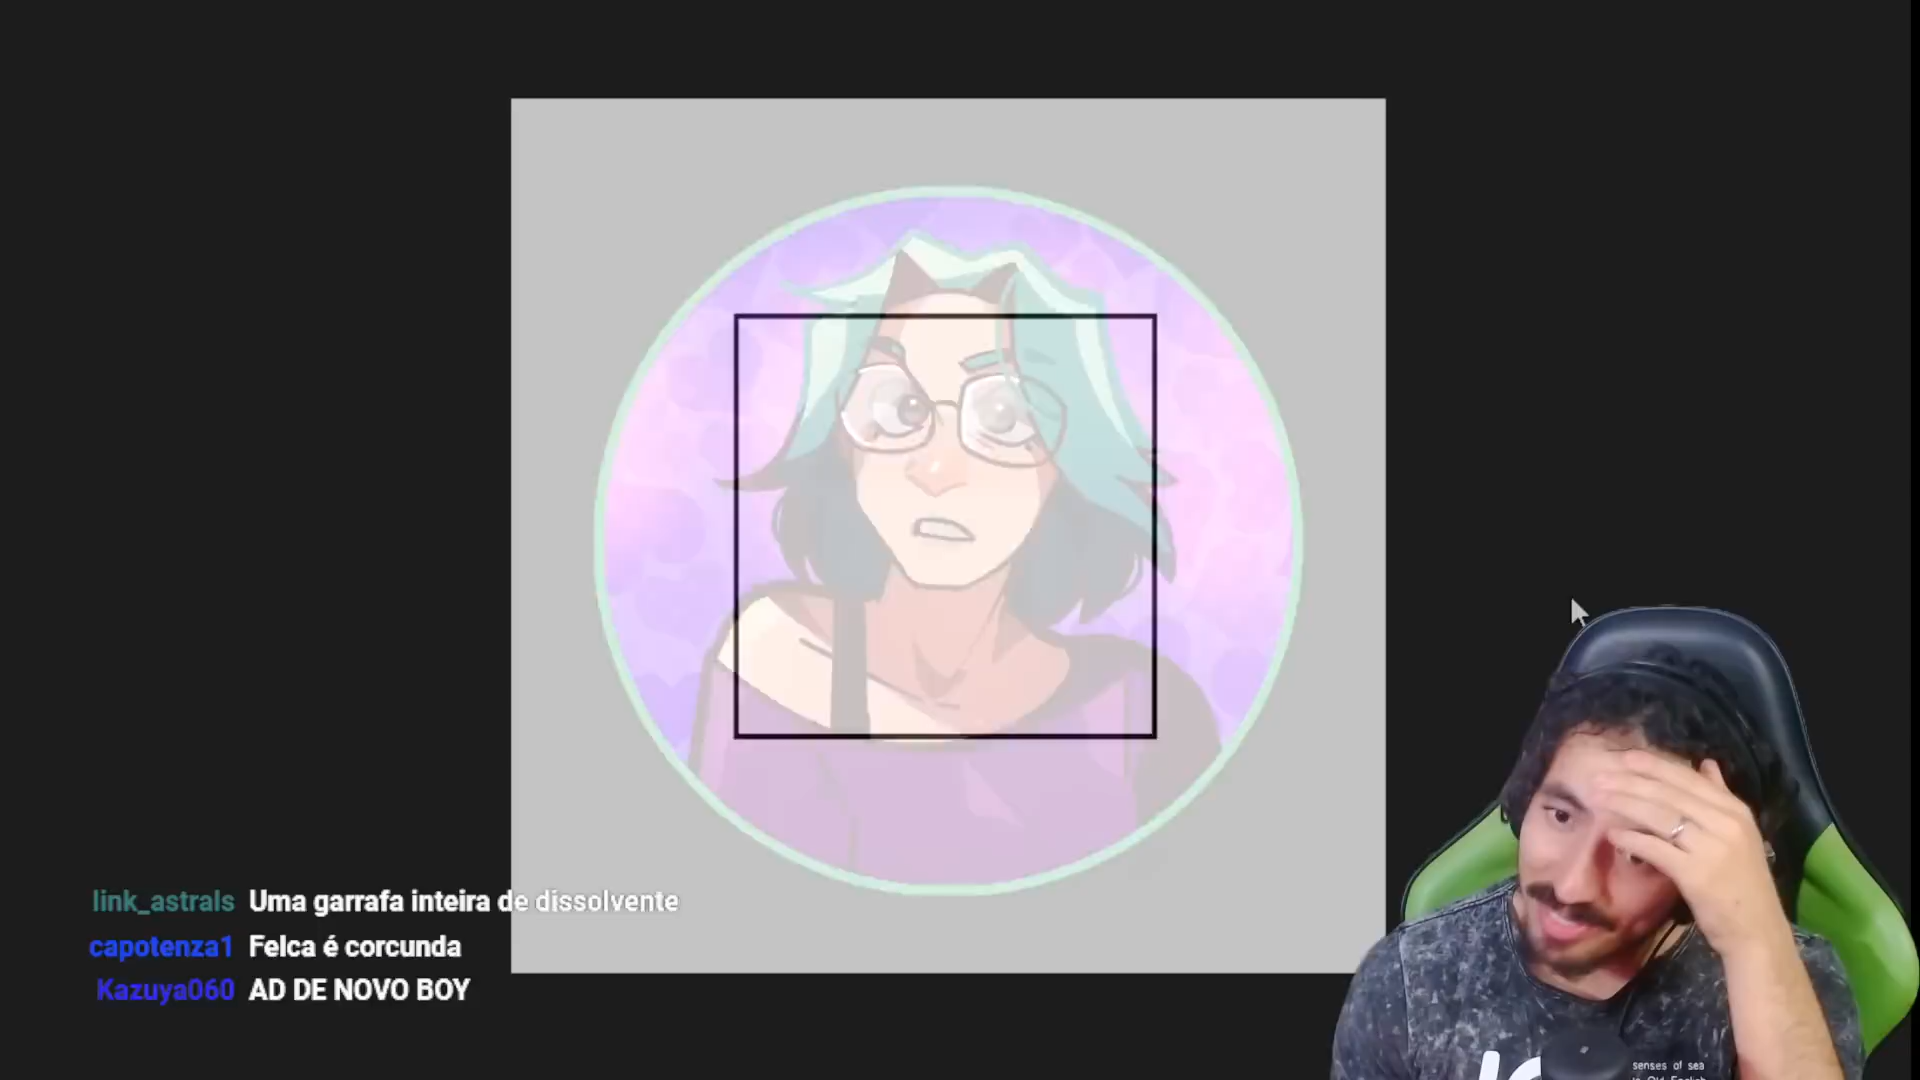 link_astrals Uma garrafa inteira de dissolvente
capotenza1 Felca é corcunda
Kazuya060 AD DE NOVO BOY
senses of sea